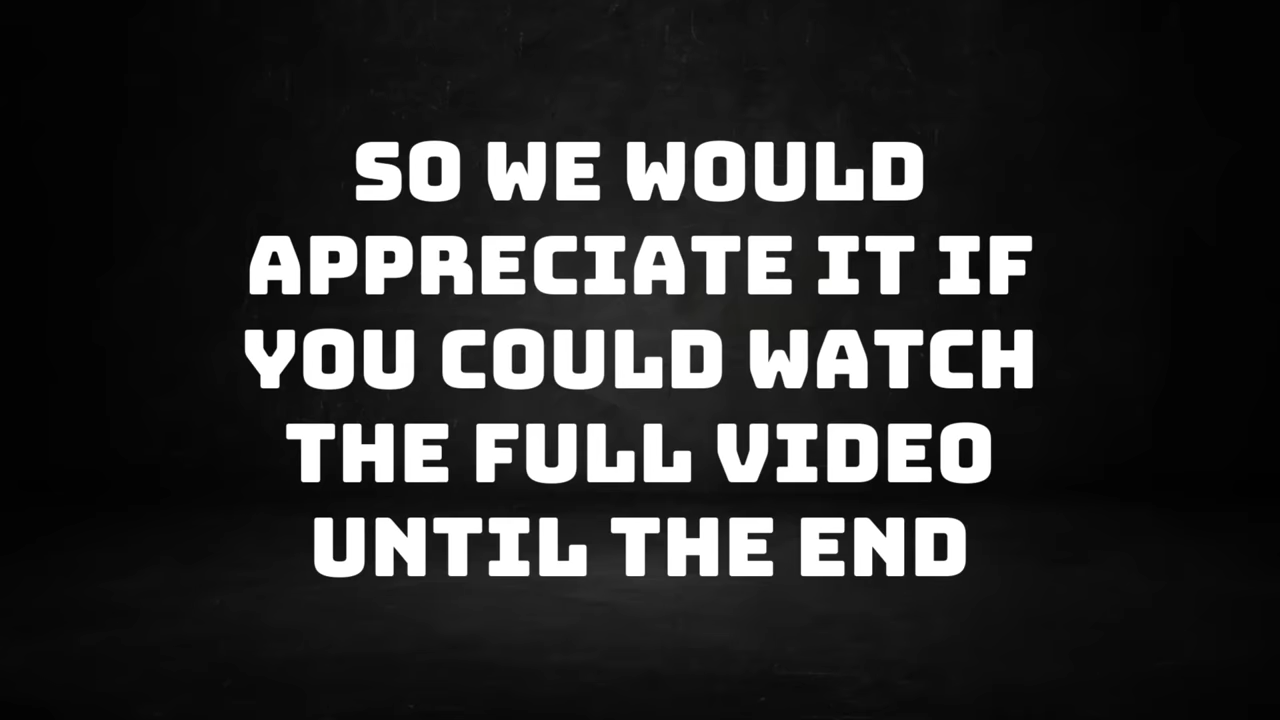 SO WE WOULD
APPRECIATE IT IF
YOU COULD WATCH
THE FULL VIDEO
UNTIL THE END